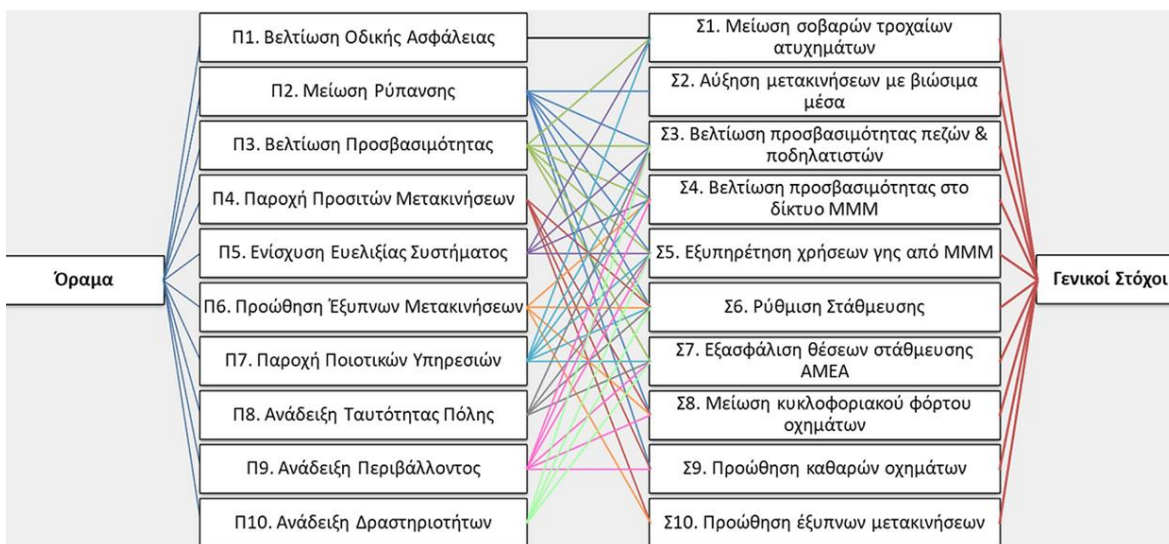 Όραμα
Π1. Βελτίωση Οδικής Ασφάλειας
Π2. Μείωση Ρύπανσης
Π3. Βελτίωση Προσβασιμότητας
Π4. Παροχή Προσιτών Μετακινήσεων
Π5. Ενίσχυση Ευελιξίας Συστήματος
Π6. Προώθηση Έξυπνων Μετακινήσεων
Π7. Παροχή Ποιοτικών Υπηρεσιών
Π8. Ανάδειξη Ταυτότητας Πόλης
Π9. Ανάδειξη Περιβάλλοντος
Π10. Ανάδειξη Δραστηριοτήτων
Σ1. Μείωση σοβαρών τροχαίων
ατυχημάτων
Σ2. Αύξηση μετακινήσεων με βιώσιμα
μέσα
Σ3. Βελτίωση προσβασιμότητας πεζών &
ποδηλατιστών
Σ4. Βελτίωση προσβασιμότητας στο
δίκτυο ΜΜΜ
Σ5. Εξυπηρέτηση χρήσεων γης από ΜΜΜ
Σ6. Ρύθμιση Στάθμευσης
Σ7. Εξασφάλιση θέσεων στάθμευσης
ΑΜΕΑ
Σ8. Μείωση κυκλοφοριακού φόρτου
οχημάτων
Σ9. Προώθηση καθαρών οχημάτων
Σ10. Προώθηση έξυπνων μετακινήσεων
Γενικοί Στόχοι